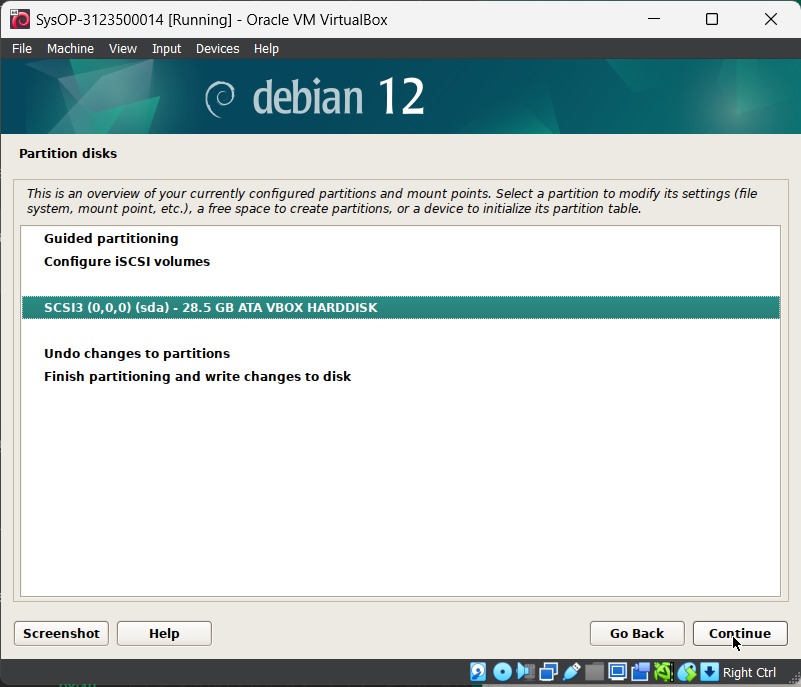 SysOP-3123500014 [Running] - Oracle VM VirtualBox
File Machine View Input Devices Help
debian 12
Partition disks
This is an overview of your currently configured partitions and mount points. Select a partition to modify its settings (file
system, mount point, etc.), a free space to create partitions, or a device to initialize its partition table.
Guided partitioning
Configure iSCSI volumes
SCSI3 (0,0,0) (sda) - 28.5 GB ATA VBOX HARDDISK
Undo changes to partitions
Finish partitioning and write changes to disk
Screenshot Help Go Back Continue
Right Ctrl